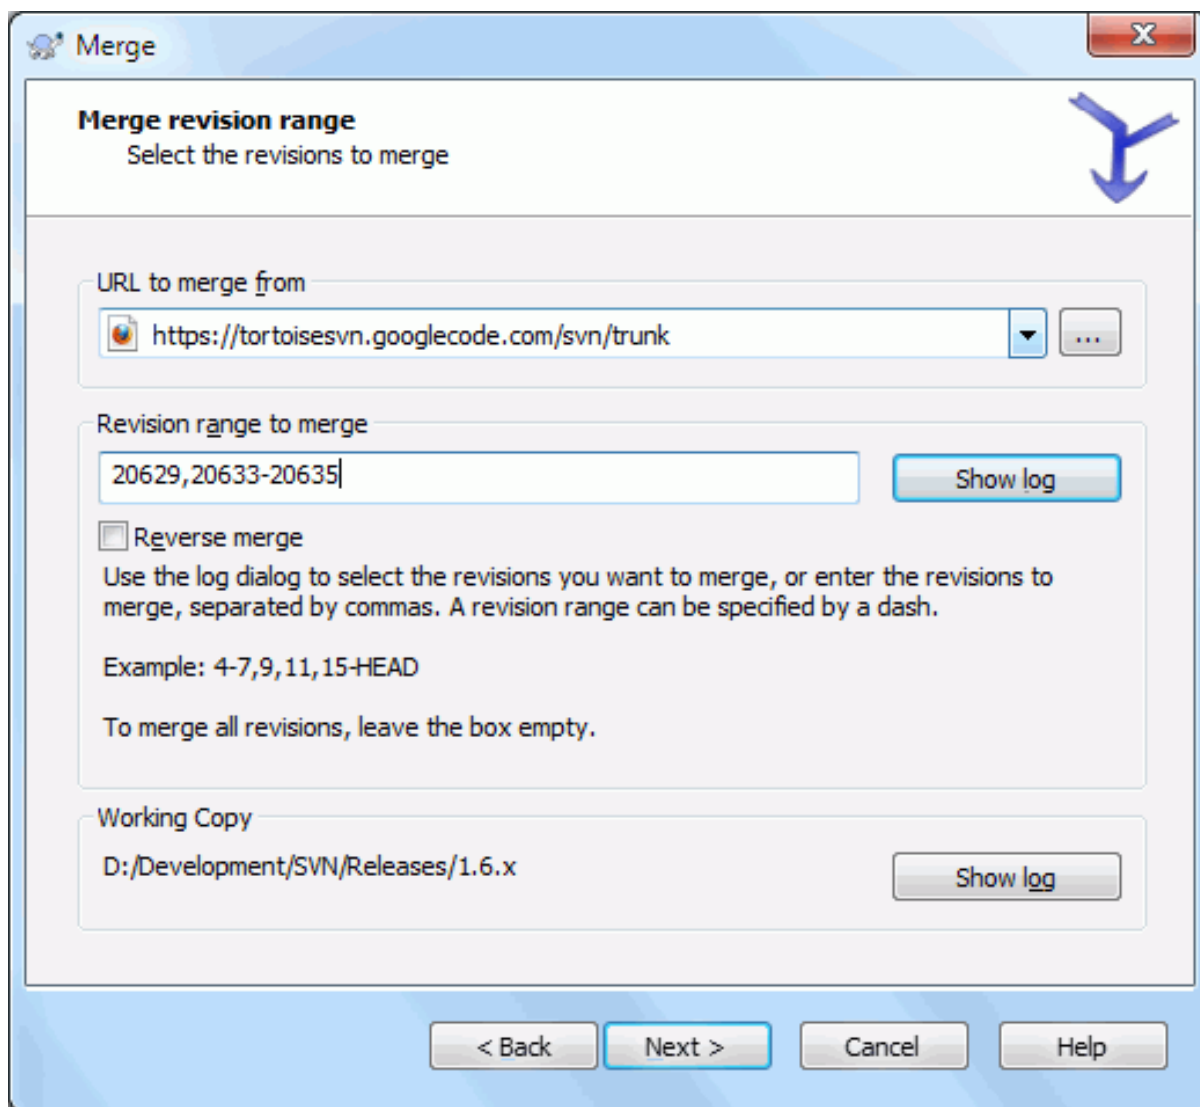 Merge
Merge revision range
Select the revisions to merge
URL to merge from
https://tortoisesvn.googlecode.com/svn/trunk
...
Revision range to merge
20629,20633-20635
Show log
Reverse merge
Use the log dialog to select the revisions you want to merge, or enter the revisions to
merge, separated by commas. A revision range can be specified by a dash.
Example: 4-7,9,11,15-HEAD
To merge all revisions, leave the box empty.
Working Copy
D:/Development/SVN/Releases/1.6.x
Show log
< Back
Next >
Cancel
Help